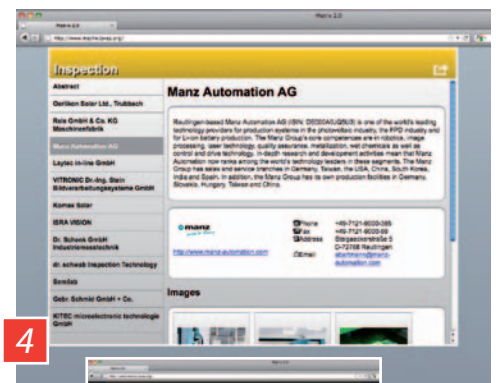 Matrix 2.0
Matrix 2.0
Inspection
Abstract
Oerlikon Solar Ltd., Trubbach
Reis GmbH & Co. KG
Maschinenfabrik
Manz Automation AG
Laytec in-line GmbH
VITRONIC Dr.-Ing. Stein
Bildverarbeitungssysteme GmbH
Komax Solar
ISRA VISION
Dr. Schenk GmbH
Industriemesstechnik
dr. schwab Inspection Technology
Semilab
Gebr. Schmid GmbH + Co.
KITEC microelectronic technologie
GmbH
Manz Automation AG
Reutlingen-based Manz Automation AG (ISIN: DE000A0JQ5U3) is one of the world's leading
technology providers for production systems in the photovoltaic industry, the FPD industry and
for Li-ion battery production. The Manz Group's core competencies are in robotics, image
processing, laser technology, quality assurance, metallization, wet chemicals as well as
control and drive technology. In-depth research and development activities mean that Manz
Automation now ranks among the world's technology leaders in these segments. The Manz
Group has sales and service branches in Germany, Taiwan, the USA, China, South Korea,
India and Spain. In addition, the Manz Group has its own production facilities in Germany,
Slovakia, Hungary, Taiwan and China.
manz
http://www.manz-automation.com
Phone +49-7121-9000-395
Fax +49-7121-9000-99
Address Steigaeckerstraße 5
D-72768 Reutlingen
Email
automation.com
Images
4